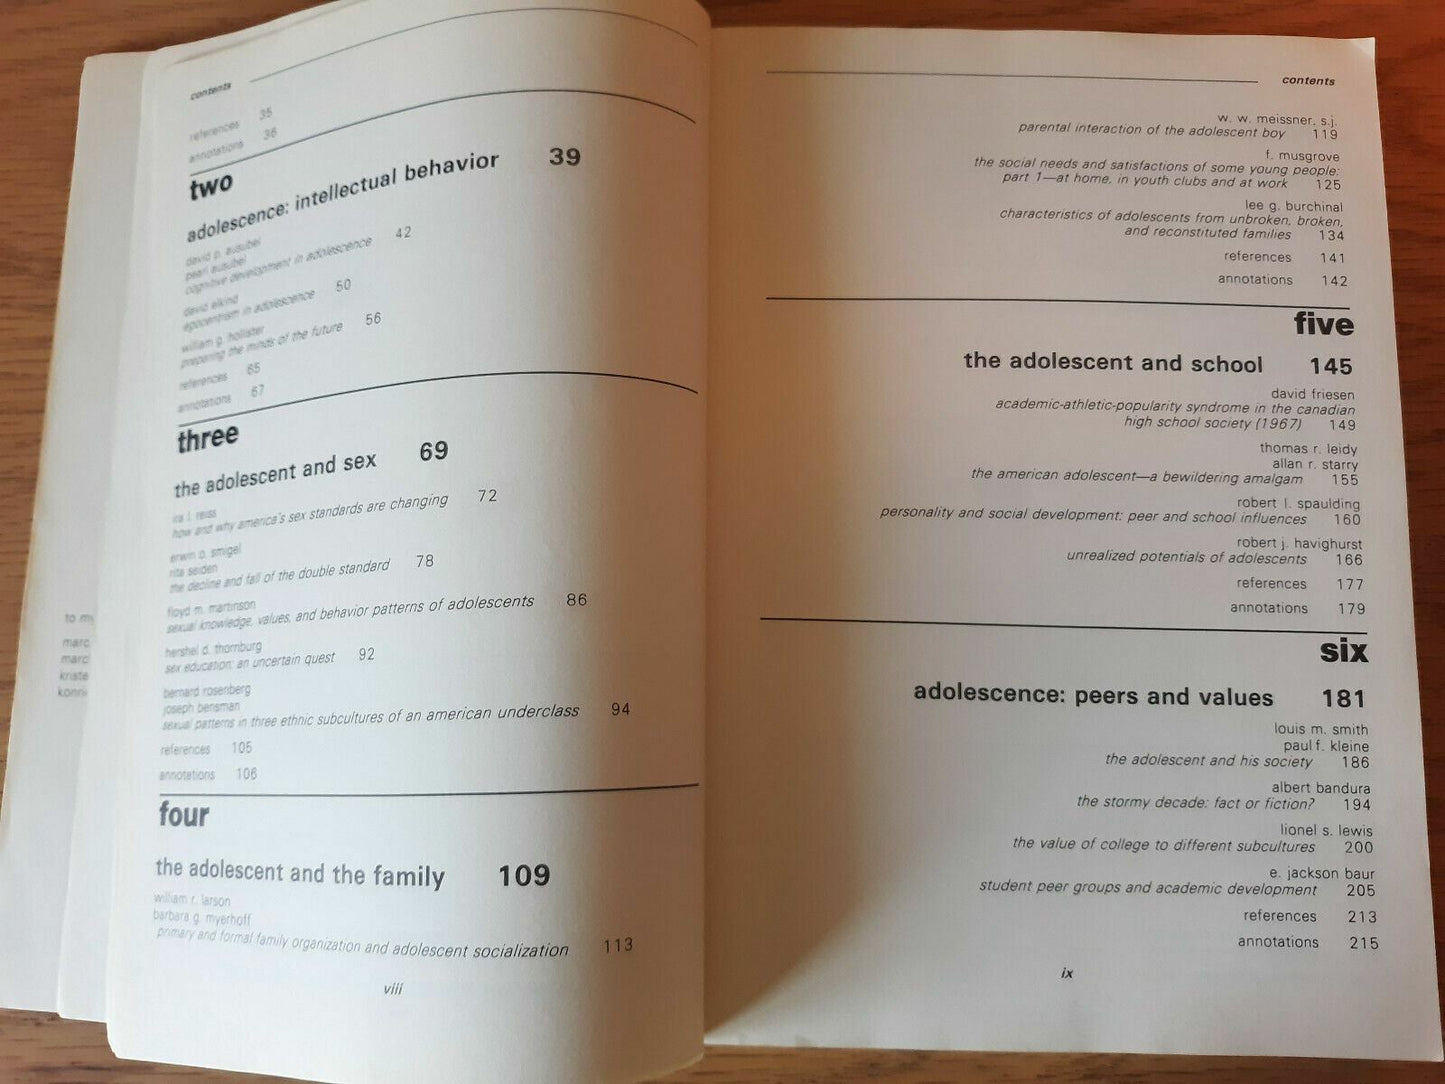 to my
marc
marci
kriste
konni
contents
references 35
annotations 36
two
adolescence: intellectual behavior 39
david p. ausubel
pearl ausubel
cognitive development in adolescence 42
david elkind
egocentrism in adolescence 50
william g. hollister
preparing the minds of the future 56
references 65
annotations 67
three
the adolescent and sex 69
ira l. reiss
how and why america's sex standards are changing 72
erwin o. smigel
rita seiden
the decline and fall of the double standard 78
floyd m. martinson
sexual knowledge, values, and behavior patterns of adolescents 86
hershel d. thornburg
sex education: an uncertain quest 92
bernard rosenberg
joseph bensman
sexual patterns in three ethnic subcultures of an american underclass 94
references 105
annotations 106
four
the adolescent and the family 109
william r. larson
barbara g. myerhoff
primary and formal family organization and adolescent socialization 113
viii
contents
w. w. meissner, s.j.
parental interaction of the adolescent boy 119
f. musgrove
the social needs and satisfactions of some young people:
part 1—at home, in youth clubs and at work 125
lee g. burchinal
characteristics of adolescents from unbroken, broken,
and reconstituted families 134
references 141
annotations 142
five
the adolescent and school 145
david friesen
academic-athletic-popularity syndrome in the canadian
high school society (1967) 149
thomas r. leidy
allan r. starry
the american adolescent—a bewildering amalgam 155
robert l. spaulding
personality and social development: peer and school influences 160
robert j. havighurst
unrealized potentials of adolescents 166
references 177
annotations 179
six
adolescence: peers and values 181
louis m. smith
paul f. kleine
the adolescent and his society 186
albert bandura
the stormy decade: fact or fiction? 194
lionel s. lewis
the value of college to different subcultures 200
e. jackson baur
student peer groups and academic development 205
references 213
annotations 215
ix